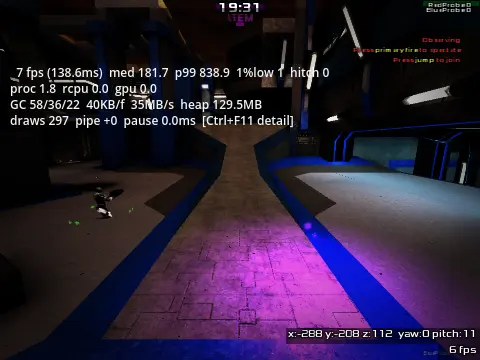 19:31
ITEM
RedProbe0
BlueProbe0
Observing
Press primary fire to spectate
Press jump to join
7 fps (138.6ms) med 181.7 p99 838.9 1%low 1 hitch 0
proc 1.8 rcpu 0.0 gpu 0.0
GC 58/36/22 40KB/f 35MB/s heap 129.5MB
draws 297 pipe +0 pause 0.0ms [Ctrl+F11 detail]
x:-288 y:-208 z:112 yaw:0 pitch:11
6 fps